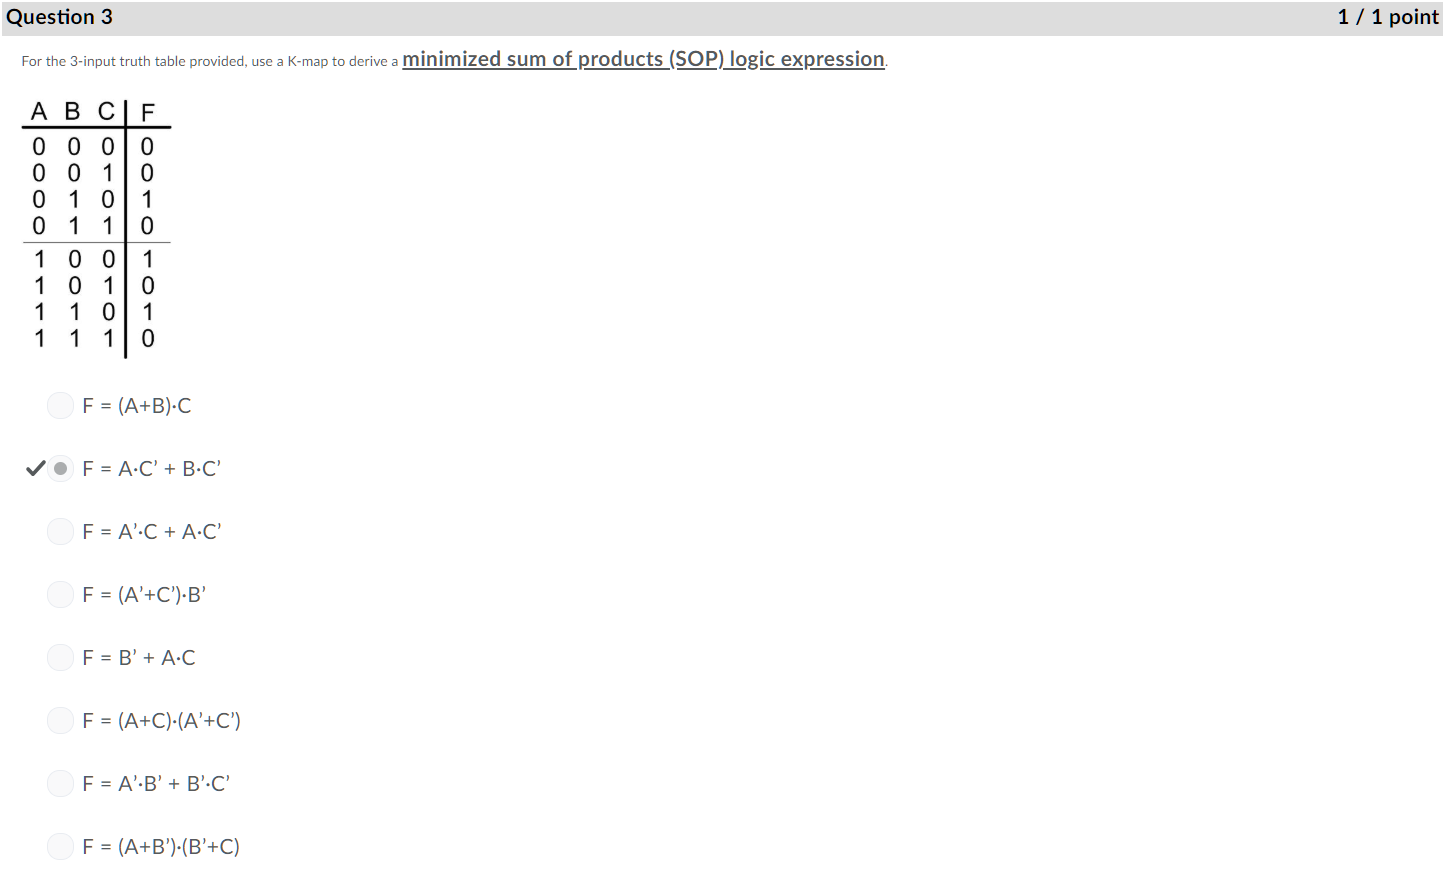 Question 3 1 / 1 point
For the 3-input truth table provided, use a K-map to derive a minimized sum of products (SOP) logic expression.
A B C F
0 0 0 0
0 0 1 0
0 1 0 1
0 1 1 0
1 0 0 1
1 0 1 0
1 1 0 1
1 1 1 0
F = (A+B)·C
F = A·C' + B·C'
F = A'·C + A·C'
F = (A'+C')·B'
F = B' + A·C
F = (A+C)·(A'+C')
F = A'·B' + B'·C'
F = (A+B')·(B'+C)